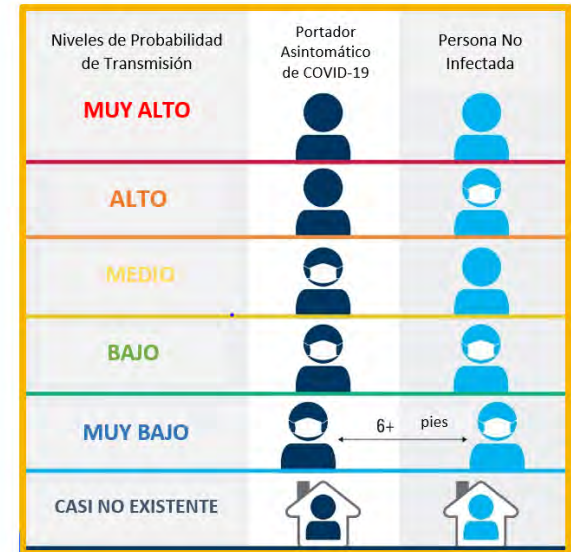 Niveles de Probabilidad
de Transmisión
Portador
Asintomático
de COVID-19
Persona No
Infectada
MUY ALTO
ALTO
MEDIO
BAJO
MUY BAJO
6+ pies
CASI NO EXISTENTE